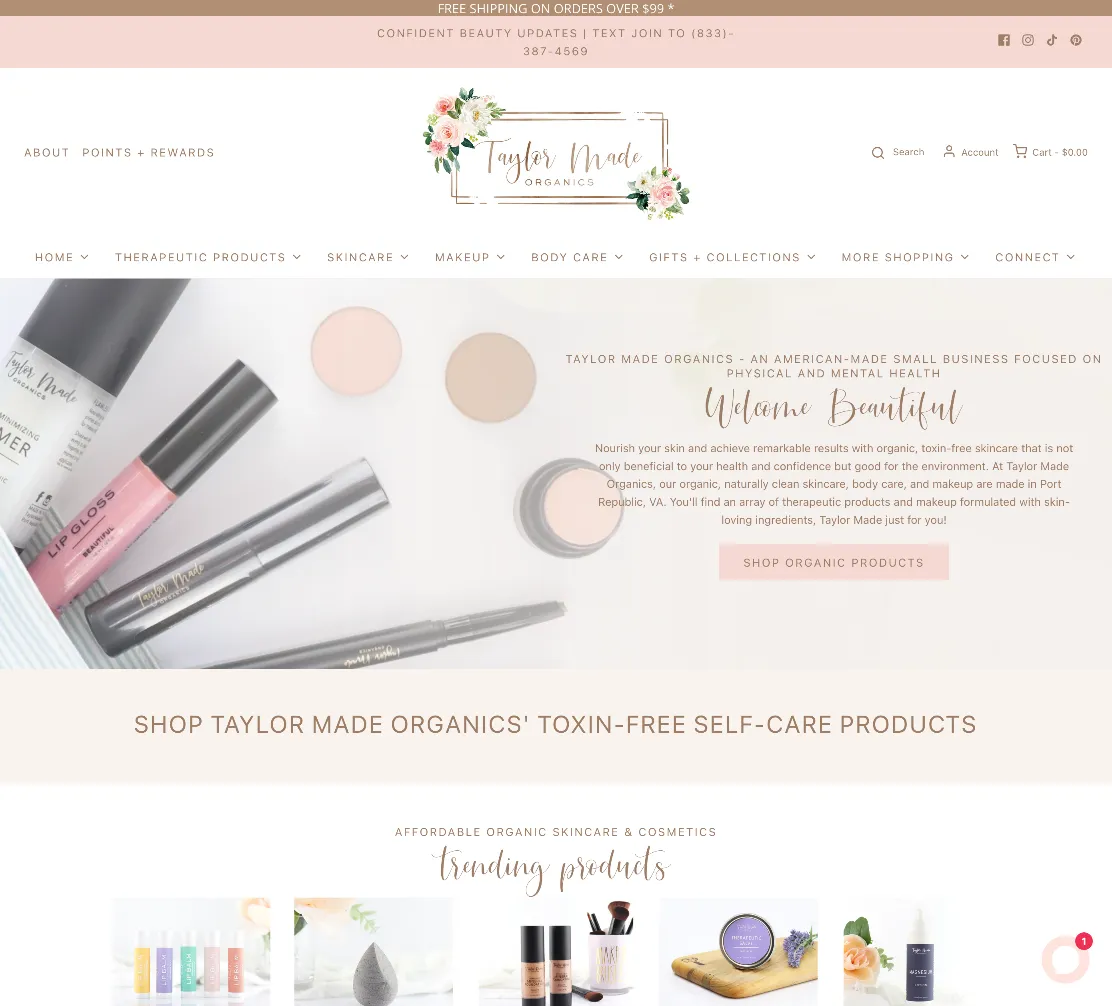 FREE SHIPPING ON ORDERS OVER $99 *
CONFIDENT BEAUTY UPDATES | TEXT JOIN TO (833)-
387-4569
ABOUT POINTS + REWARDS
Taylor Made
ORGANICS
Search Account Cart - $0.00
HOME THERAPEUTIC PRODUCTS SKINCARE MAKEUP BODY CARE GIFTS + COLLECTIONS MORE SHOPPING CONNECT
Taylor Made
ORGANICS
LIP GLOSS
BEAUTIFUL
Taylor Made
TAYLOR MADE ORGANICS - AN AMERICAN-MADE SMALL BUSINESS FOCUSED ON
PHYSICAL AND MENTAL HEALTH
Welcome Beautiful
Nourish your skin and achieve remarkable results with organic, toxin-free skincare that is not
only beneficial to your health and confidence but good for the environment. At Taylor Made
Organics, our organic, naturally clean skincare, body care, and makeup are made in Port
Republic, VA. You'll find an array of therapeutic products and makeup formulated with skin-
loving ingredients, Taylor Made just for you!
SHOP ORGANIC PRODUCTS
SHOP TAYLOR MADE ORGANICS' TOXIN-FREE SELF-CARE PRODUCTS
AFFORDABLE ORGANIC SKINCARE & COSMETICS
trending products
LIP BALM LIP BALM LIP BALM LIP BALM LIP BALM
MAKE
THERAPEUTIC
SALVE
MAGNESIUM
1